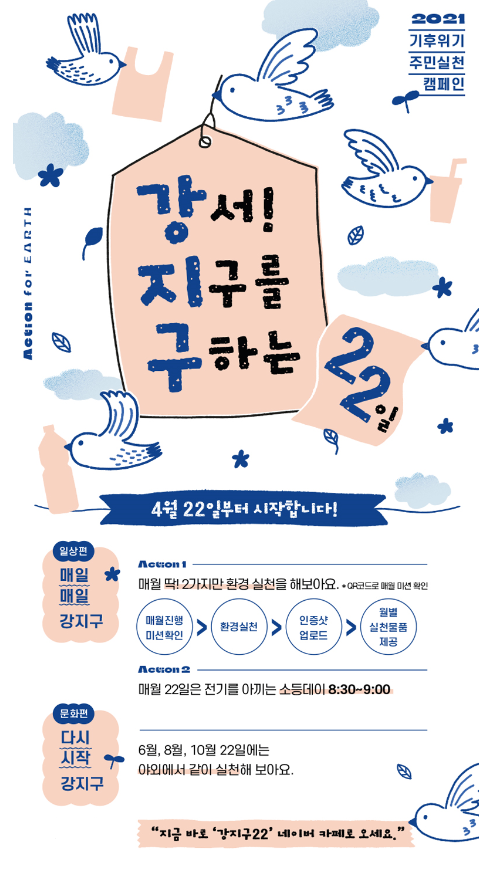 2021
기후위기
주민실천
캠페인
Action for EARTH
강서!
지구를
구하는
22일
4월 22일부터 시작합니다!
일상편
매일
매일
강지구
Action 1
매월 딱! 2가지만 환경 실천을 해보아요. *QR코드로 매월 미션 확인
매월진행
미션확인
>
환경실천
>
인증샷
업로드
>
월별
실천물품
제공
Action 2
매월 22일은 전기를 아끼는 소등데이 8:30~9:00
문화편
다시
시작
강지구
6월, 8월, 10월 22일에는
야외에서 같이 실천해 보아요.
“지금 바로 ‘강지구22’ 네이버 카페로 오세요.”